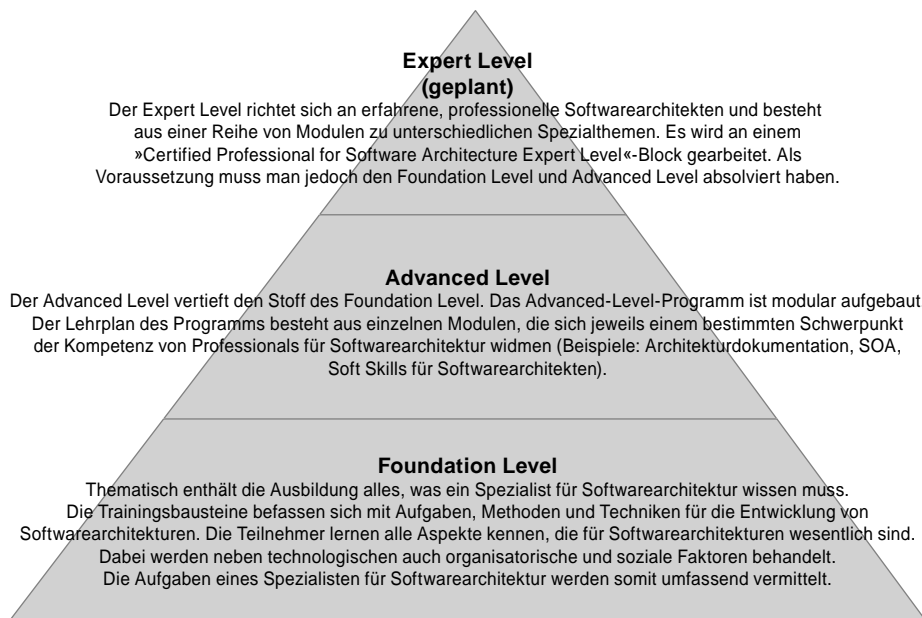 Expert Level
(geplant)
Der Expert Level richtet sich an erfahrene, professionelle Softwarearchitekten und besteht
aus einer Reihe von Modulen zu unterschiedlichen Spezialthemen. Es wird an einem
»Certified Professional for Software Architecture Expert Level«-Block gearbeitet. Als
Voraussetzung muss man jedoch den Foundation Level und Advanced Level absolviert haben.
Advanced Level
Der Advanced Level vertieft den Stoff des Foundation Level. Das Advanced-Level-Programm ist modular aufgebaut
Der Lehrplan des Programms besteht aus einzelnen Modulen, die sich jeweils einem bestimmten Schwerpunkt
der Kompetenz von Professionals für Softwarearchitektur widmen (Beispiele: Architekturdokumentation, SOA,
Soft Skills für Softwarearchitekten).
Foundation Level
Thematisch enthält die Ausbildung alles, was ein Spezialist für Softwarearchitektur wissen muss.
Die Trainingsbausteine befassen sich mit Aufgaben, Methoden und Techniken für die Entwicklung von
Softwarearchitekturen. Die Teilnehmer lernen alle Aspekte kennen, die für Softwarearchitekturen wesentlich sind.
Dabei werden neben technologischen auch organisatorische und soziale Faktoren behandelt.
Die Aufgaben eines Spezialisten für Softwarearchitektur werden somit umfassend vermittelt.